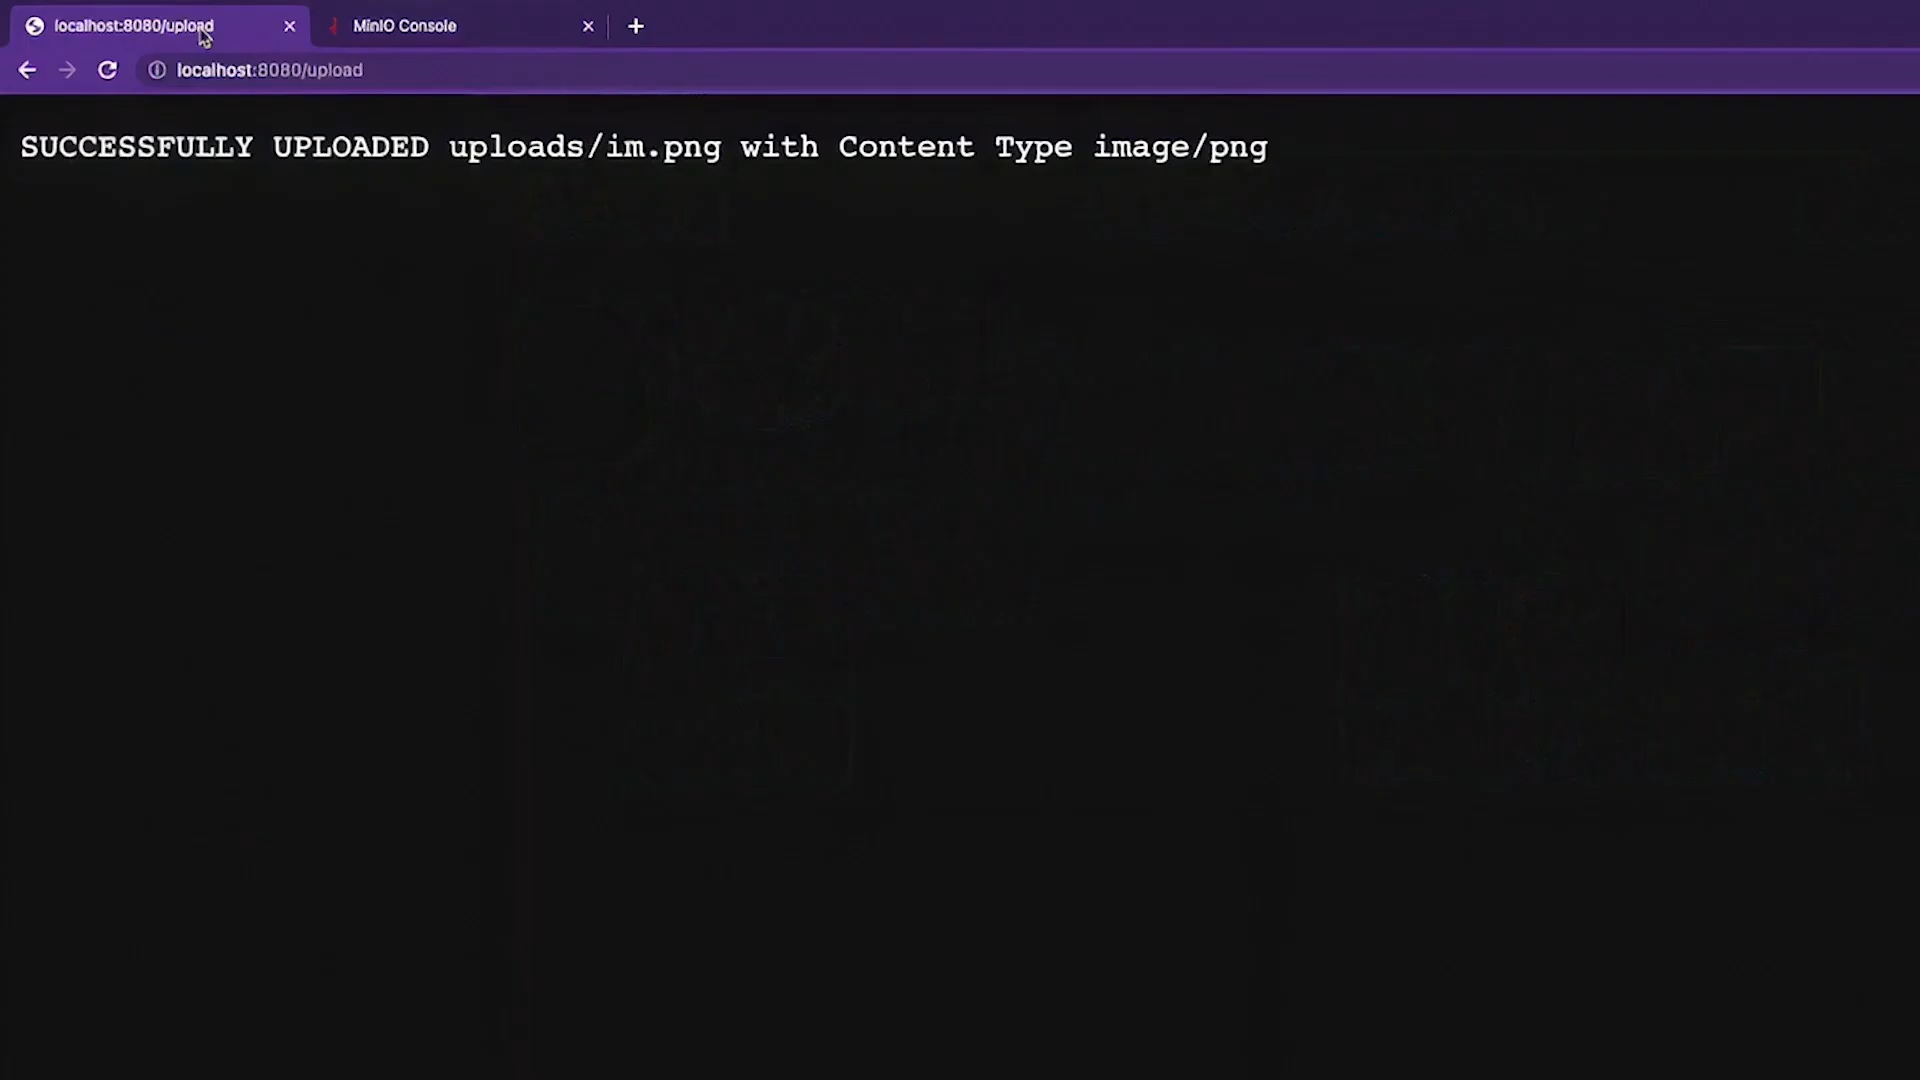 localhost:8080/upload
MinIO Console
localhost:8080/upload
SUCCESSFULLY UPLOADED uploads/im.png with Content Type image/png